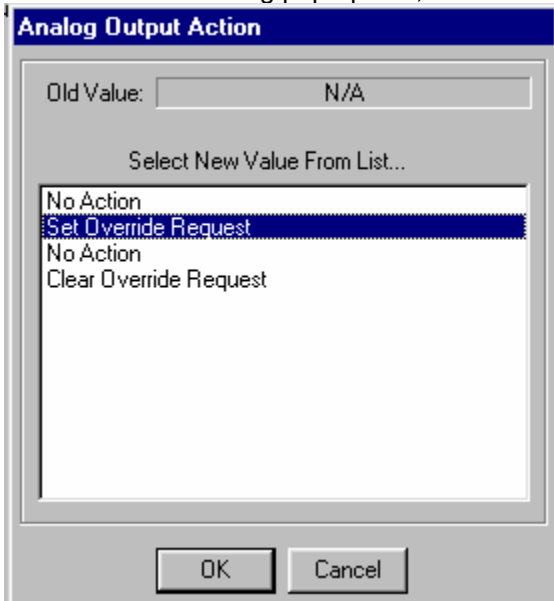 Analog Output Action
Old Value: N/A
Select New Value From List...
No Action
Set Override Request
No Action
Clear Override Request
OK Cancel